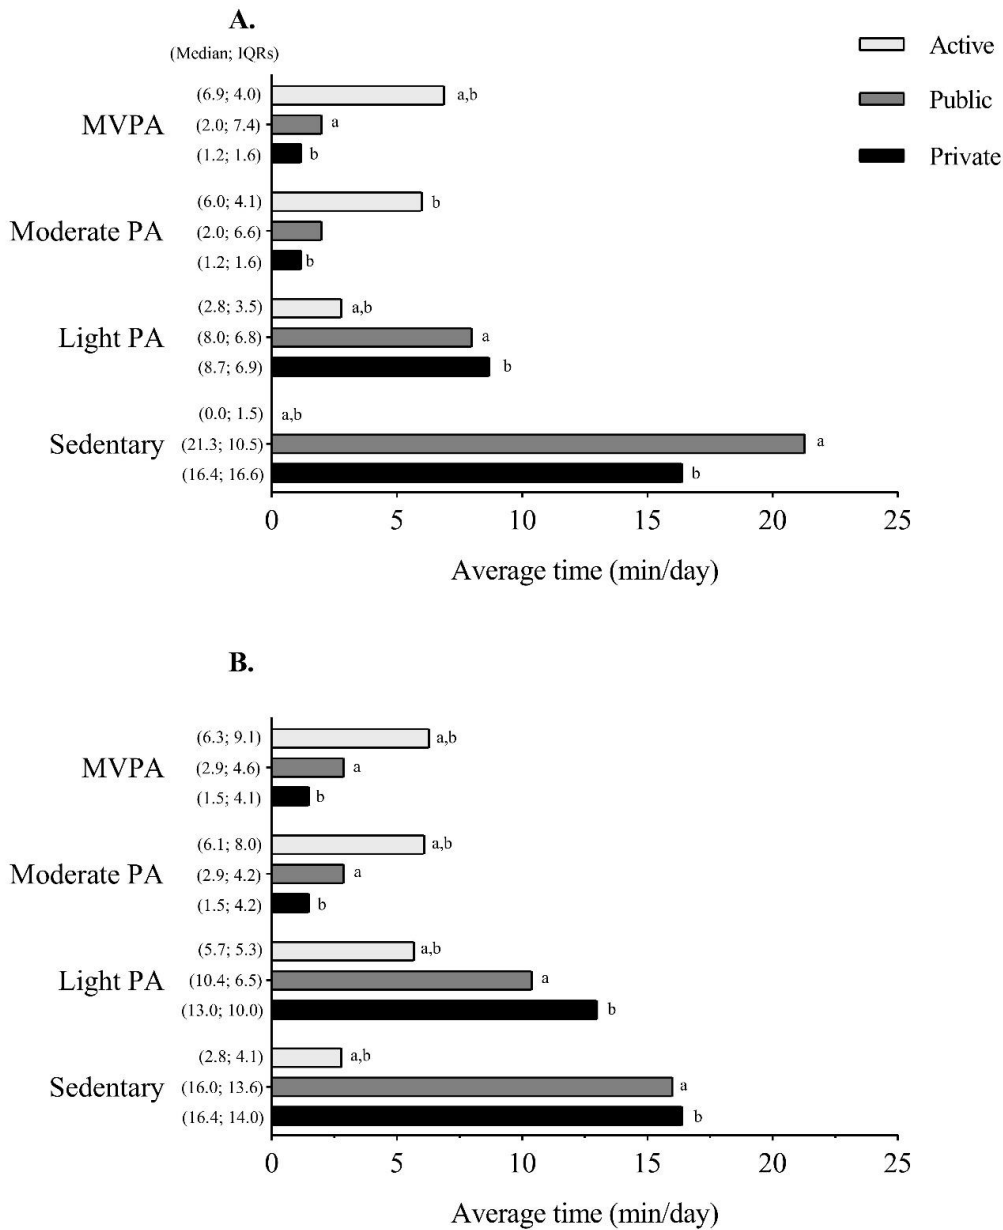 A.
(Median; IQRs)
Active
Public
Private
MVPA
(6.9; 4.0)
a,b
(2.0; 7.4)
a
(1.2; 1.6)
b
Moderate PA
(6.0; 4.1)
b
(2.0; 6.6)
(1.2; 1.6)
b
Light PA
(2.8; 3.5)
a,b
(8.0; 6.8)
a
(8.7; 6.9)
b
Sedentary
(0.0; 1.5)
a,b
(21.3; 10.5)
a
(16.4; 16.6)
b
0 5 10 15 20 25
Average time (min/day)
B.
MVPA
(6.3; 9.1)
a,b
(2.9; 4.6)
a
(1.5; 4.1)
b
Moderate PA
(6.1; 8.0)
a,b
(2.9; 4.2)
a
(1.5; 4.2)
b
Light PA
(5.7; 5.3)
a,b
(10.4; 6.5)
a
(13.0; 10.0)
b
Sedentary
(2.8; 4.1)
a,b
(16.0; 13.6)
a
(16.4; 14.0)
b
0 5 10 15 20 25
Average time (min/day)